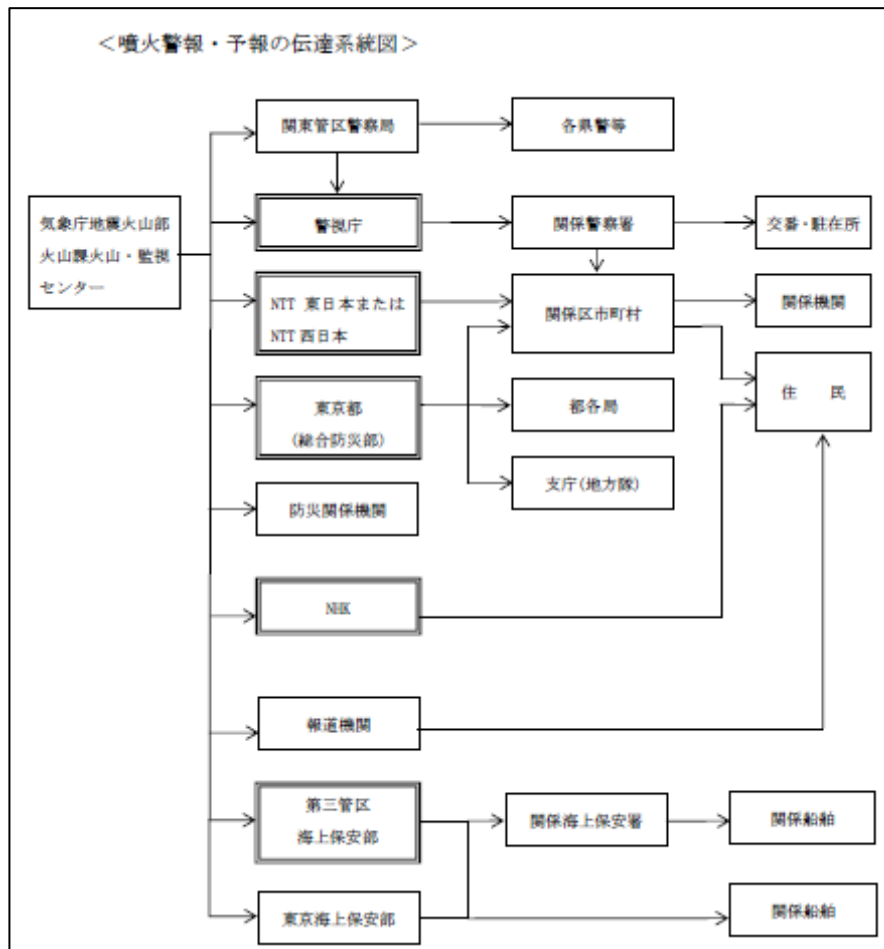 ＜噴火警報・予報の伝達系統図＞
関東管区警察局
各県警等
気象庁地震火山部
火山課火山・監視
センター
警視庁
関係警察署
交番・駐在所
NTT 東日本または
NTT 西日本
関係区市町村
関係機関
東京都
(総合防災部)
都各局
住　民
支庁(地方隊)
防災関係機関
NHK
報道機関
第三管区
海上保安部
関係海上保安署
関係船舶
東京海上保安部
関係船舶